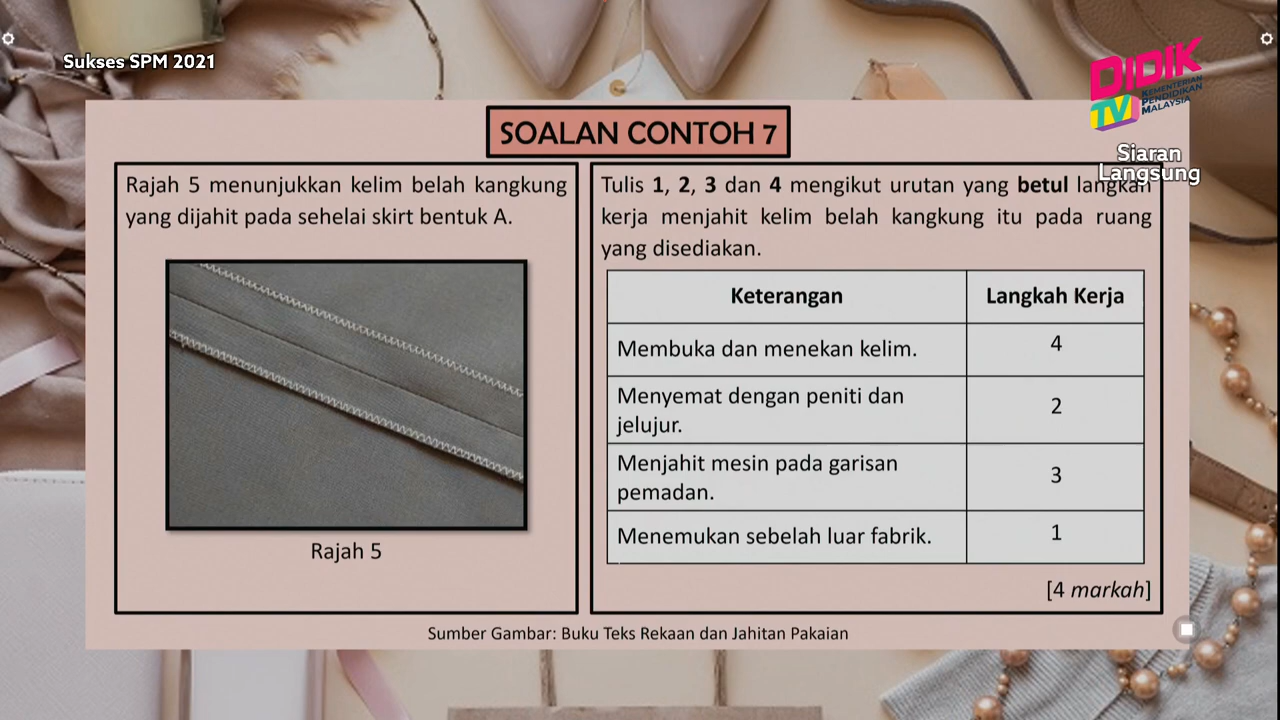 Sukses SPM 2021
DIDIK
TV
KEMENTERIAN
PENDIDIKAN
MALAYSIA
Siaran
Langsung
SOALAN CONTOH 7
Rajah 5 menunjukkan kelim belah kangkung
yang dijahit pada sehelai skirt bentuk A.
Rajah 5
Tulis 1, 2, 3 dan 4 mengikut urutan yang betul langkah
kerja menjahit kelim belah kangkung itu pada ruang
yang disediakan.
Keterangan Langkah Kerja
Membuka dan menekan kelim. 4
Menyemat dengan peniti dan
jelujur. 2
Menjahit mesin pada garisan
pemadan. 3
Menemukan sebelah luar fabrik. 1
[4 markah]
Sumber Gambar: Buku Teks Rekaan dan Jahitan Pakaian